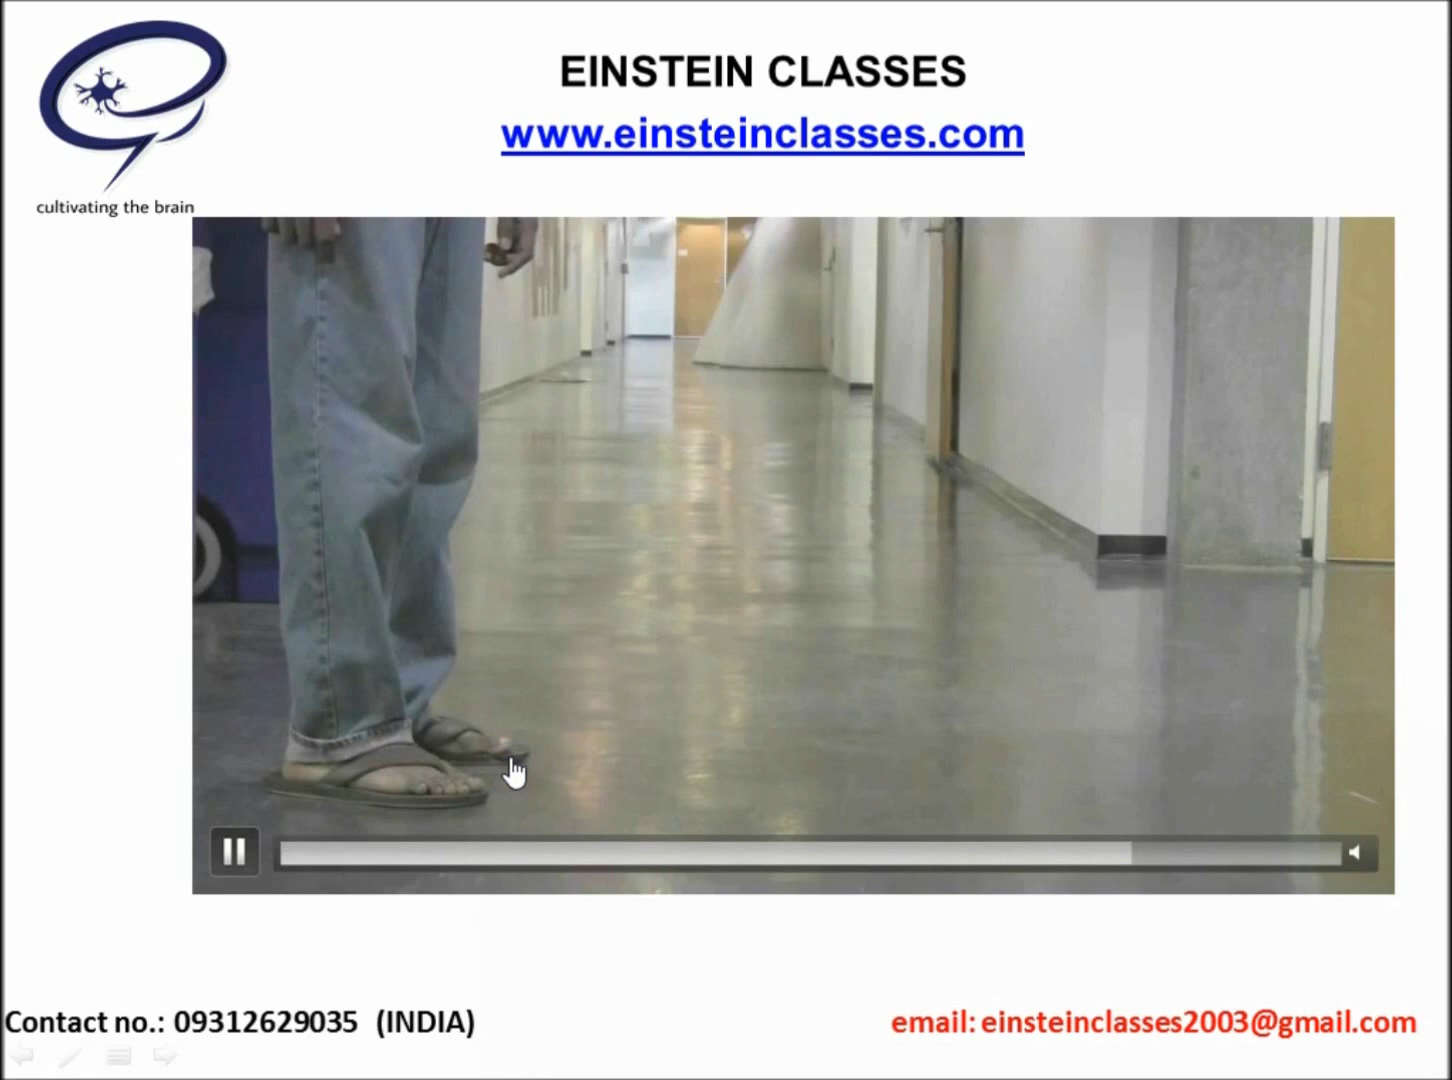 EINSTEIN CLASSES
www.einsteinclasses.com
cultivating the brain
Contact no.: 09312629035 (INDIA)
email: einsteinclasses2003@gmail.com